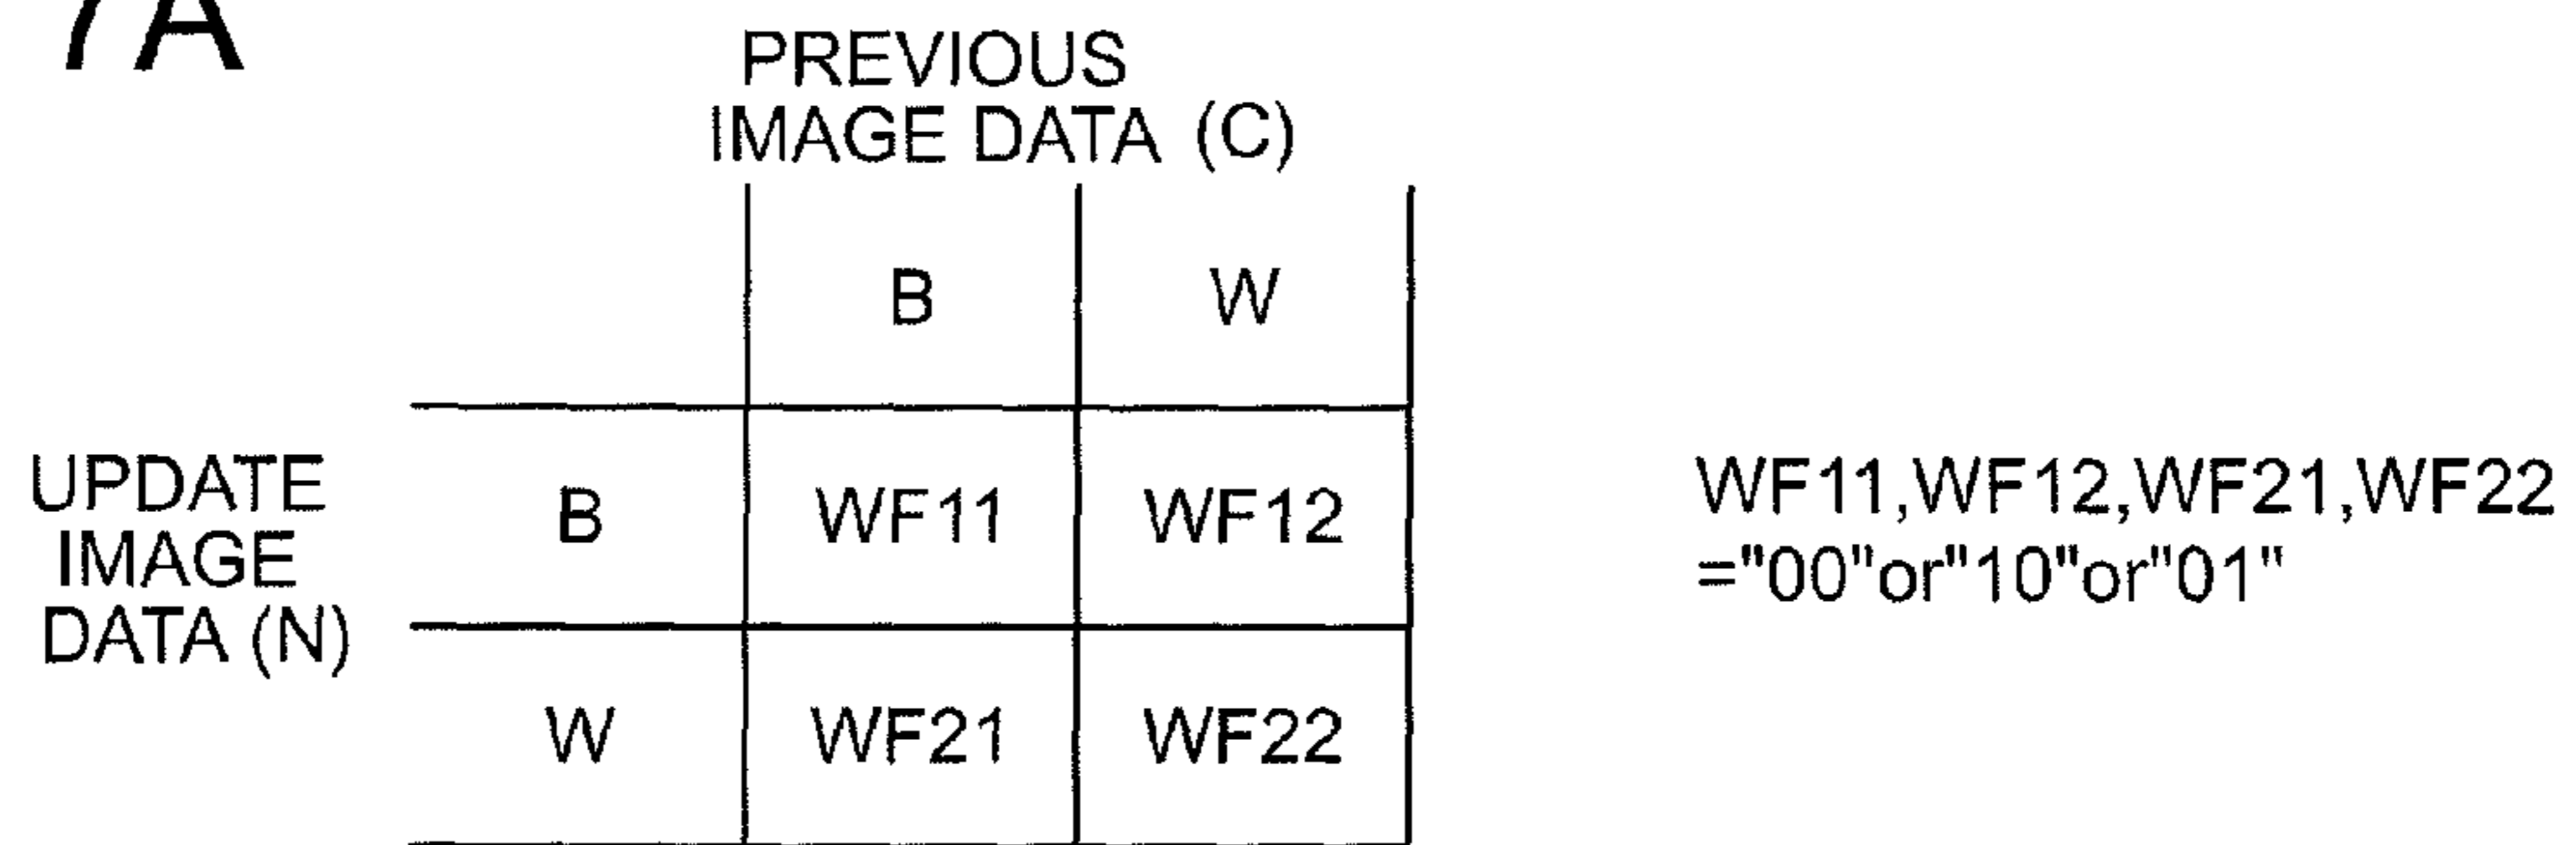 7A
PREVIOUS
IMAGE DATA (C)
B W
UPDATE
IMAGE
DATA (N)
B WF11 WF12
W WF21 WF22
WF11,WF12,WF21,WF22
="00"or"10"or"01"